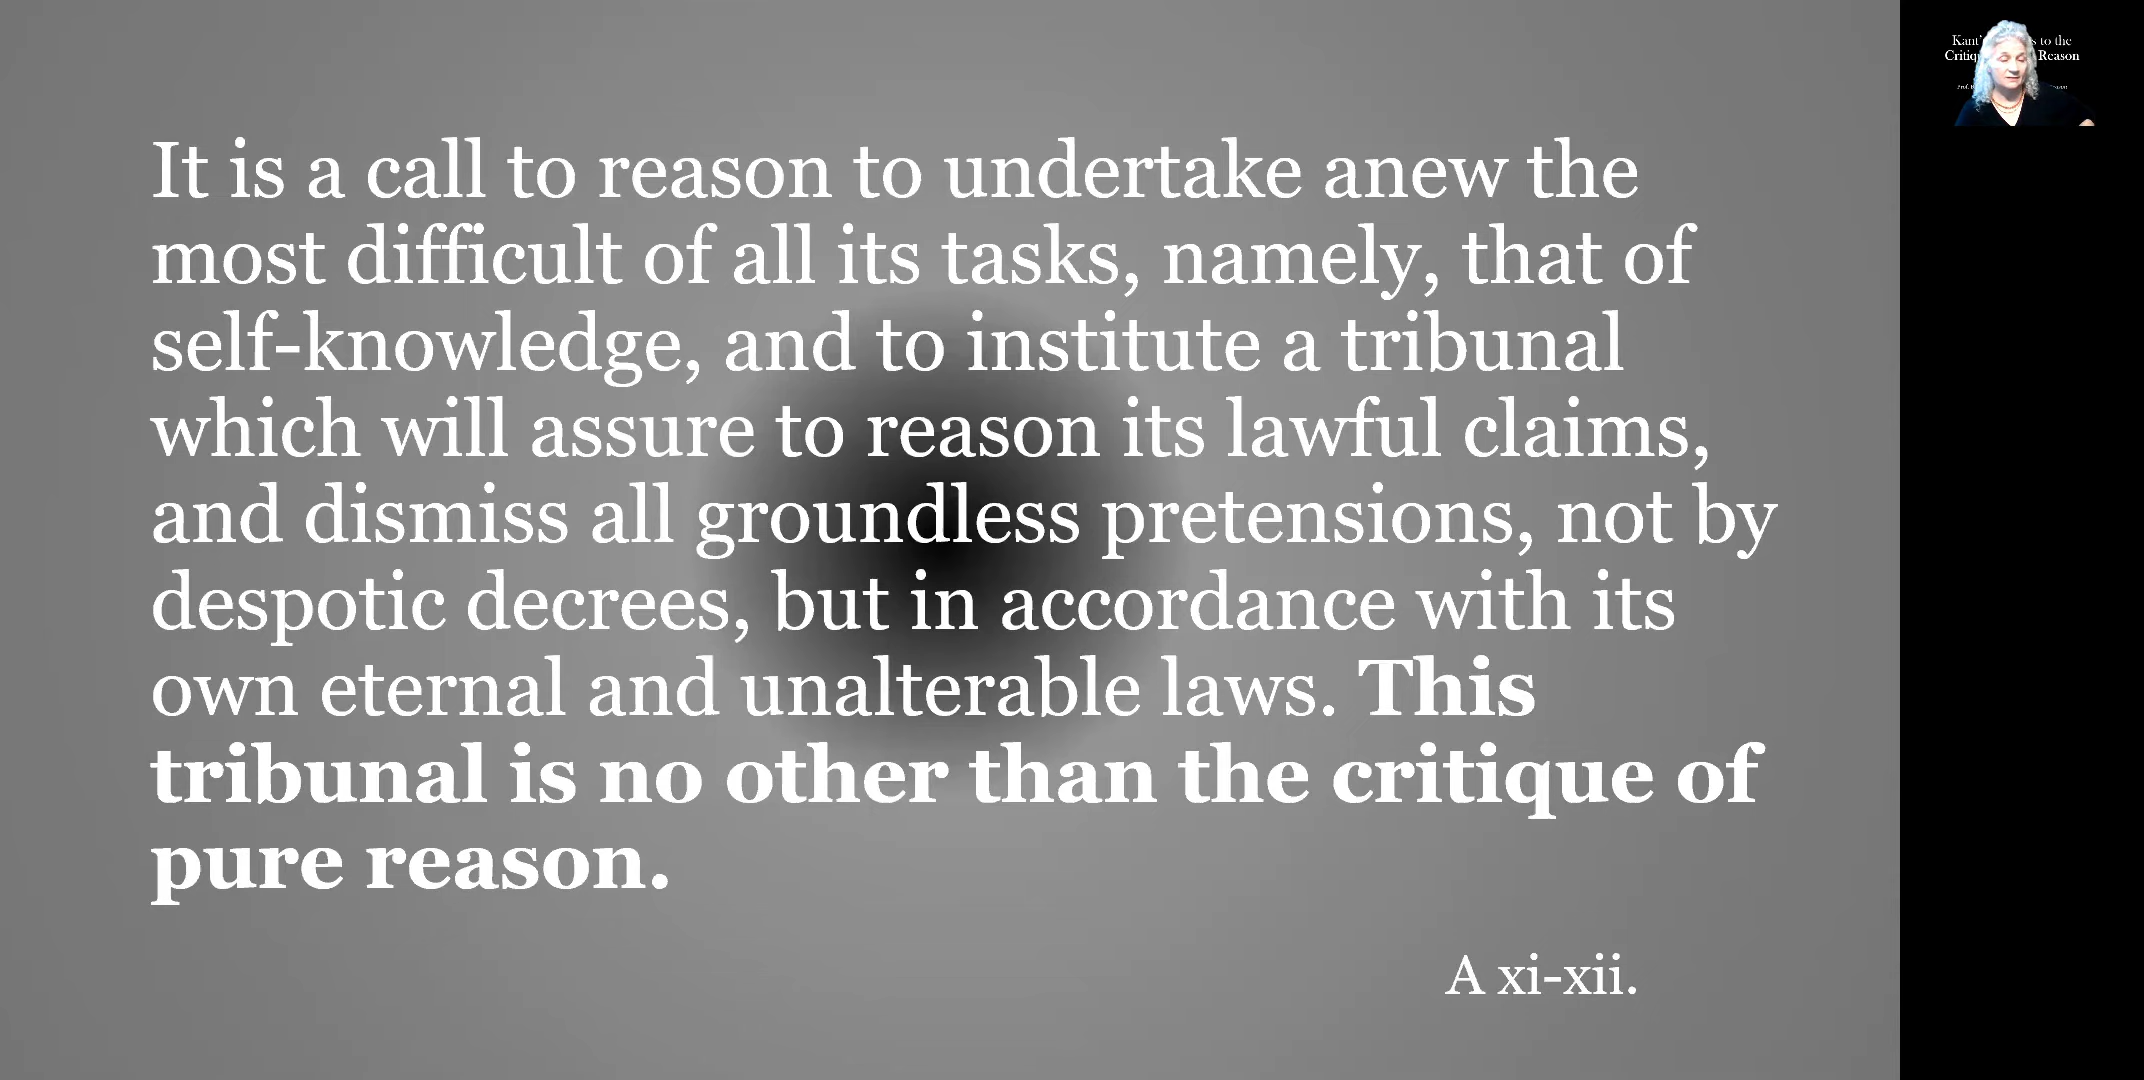 It is a call to reason to undertake anew the
most difficult of all its tasks, namely, that of
self-knowledge, and to institute a tribunal
which will assure to reason its lawful claims,
and dismiss all groundless pretensions, not by
despotic decrees, but in accordance with its
own eternal and unalterable laws. This
tribunal is no other than the critique of
pure reason.
A xi-xii.
to the
Reason